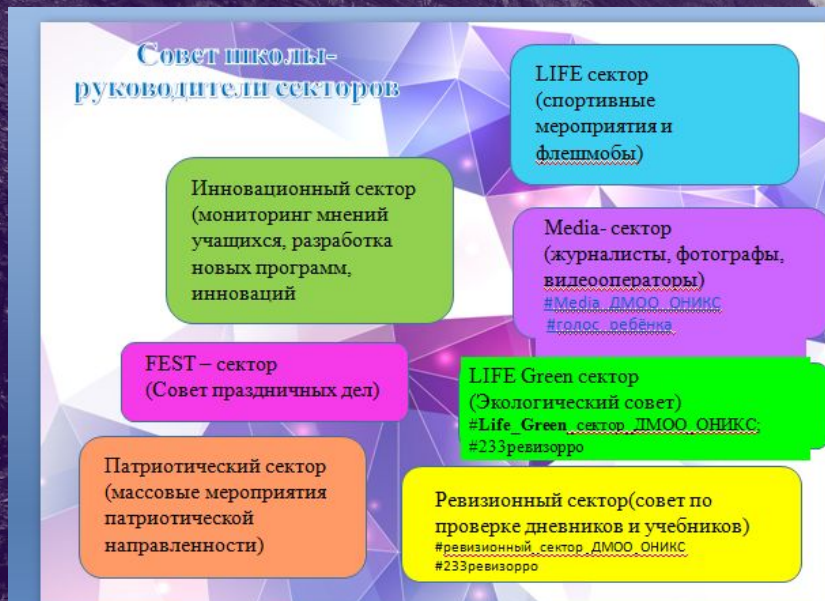 Совет школы-
руководители секторов
LIFE сектор
(спортивные
мероприятия и
флешмобы)
Инновационный сектор
(мониторинг мнений
учащихся, разработка
новых программ,
инноваций
Media- сектор
(журналисты, фотографы,
видеооператоры)
#Media_ДМОО_ОНИКС
#голос_ребёнка
FEST – сектор
(Совет праздничных дел)
LIFE Green сектор
(Экологический совет)
#Life_Green_сектор_ДМОО_ОНИКС;
#233ревизорро
Патриотический сектор
(массовые мероприятия
патриотической
направленности)
Ревизионный сектор(совет по
проверке дневников и учебников)
#ревизионный_сектор_ДМОО_ОНИКС
#233ревизорро